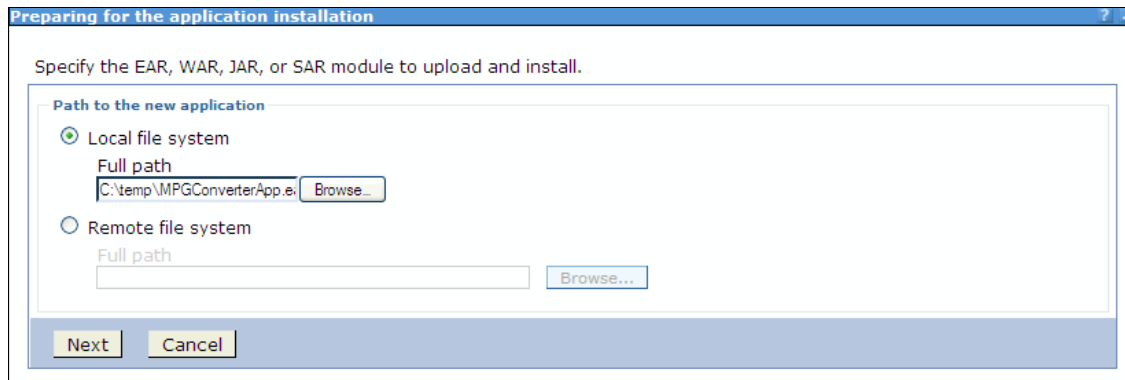 Preparing for the application installation ?
Specify the EAR, WAR, JAR, or SAR module to upload and install.
Path to the new application
Local file system
Full path
C:\temp\MPGConverterApp.ea Browse...
Remote file system
Full path
Browse...
Next Cancel